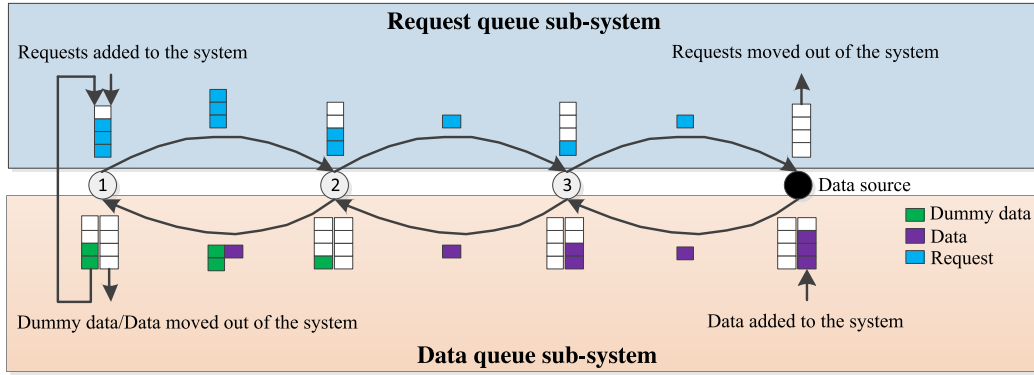 Request queue sub-system
Requests added to the system
Requests moved out of the system
1
2
3
Data source
Dummy data
Data
Request
Dummy data/Data moved out of the system
Data added to the system
Data queue sub-system